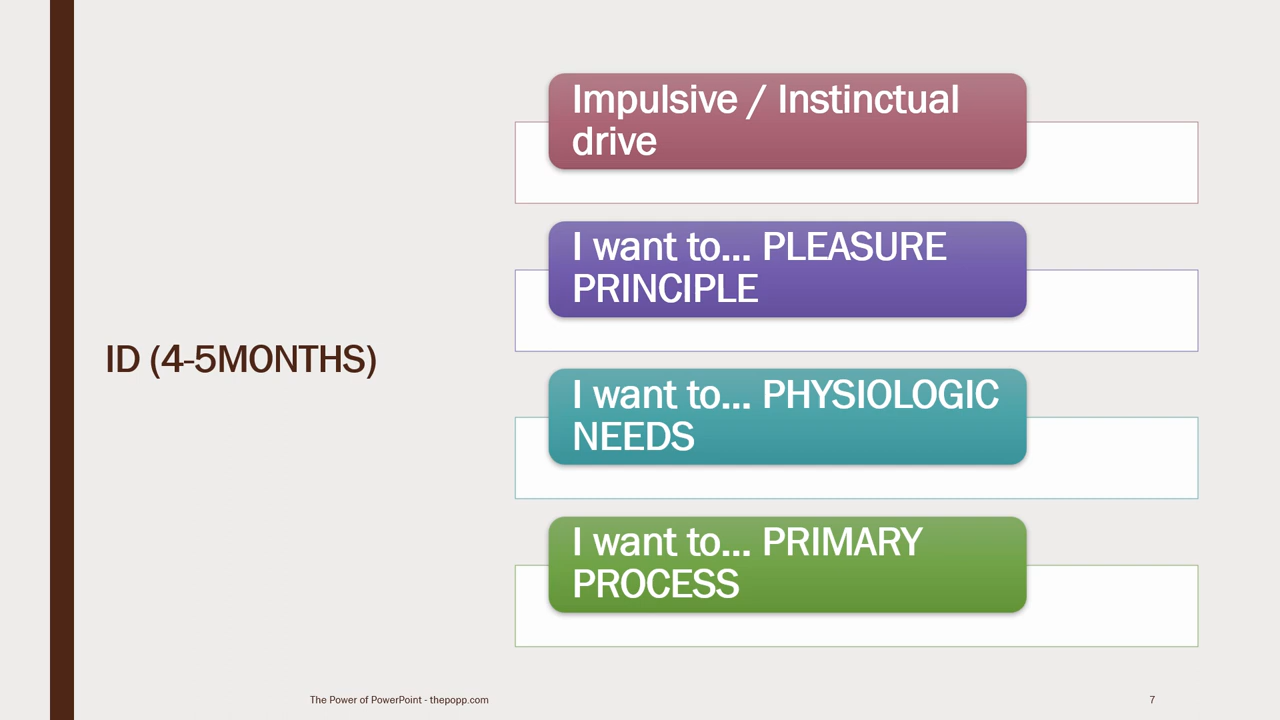 Impulsive / Instinctual
drive
I want to... PLEASURE
PRINCIPLE
ID (4-5MONTHS)
I want to... PHYSIOLOGIC
NEEDS
I want to... PRIMARY
PROCESS
The Power of PowerPoint - thepopp.com
7